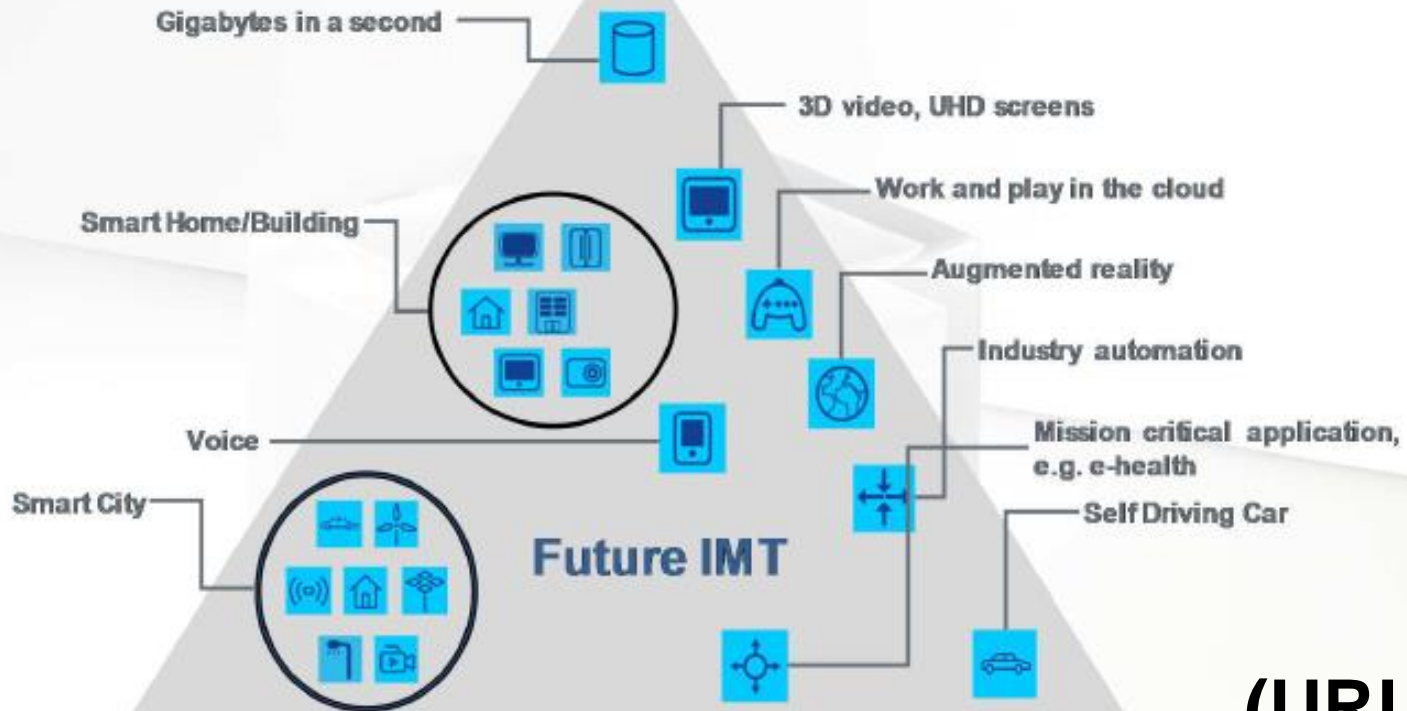 Gigabytes in a second
3D video, UHD screens
Work and play in the cloud
Smart Home/Building
Augmented reality
Industry automation
Voice
Mission critical application,
e.g. e-health
Smart City
Self Driving Car
Future IMT